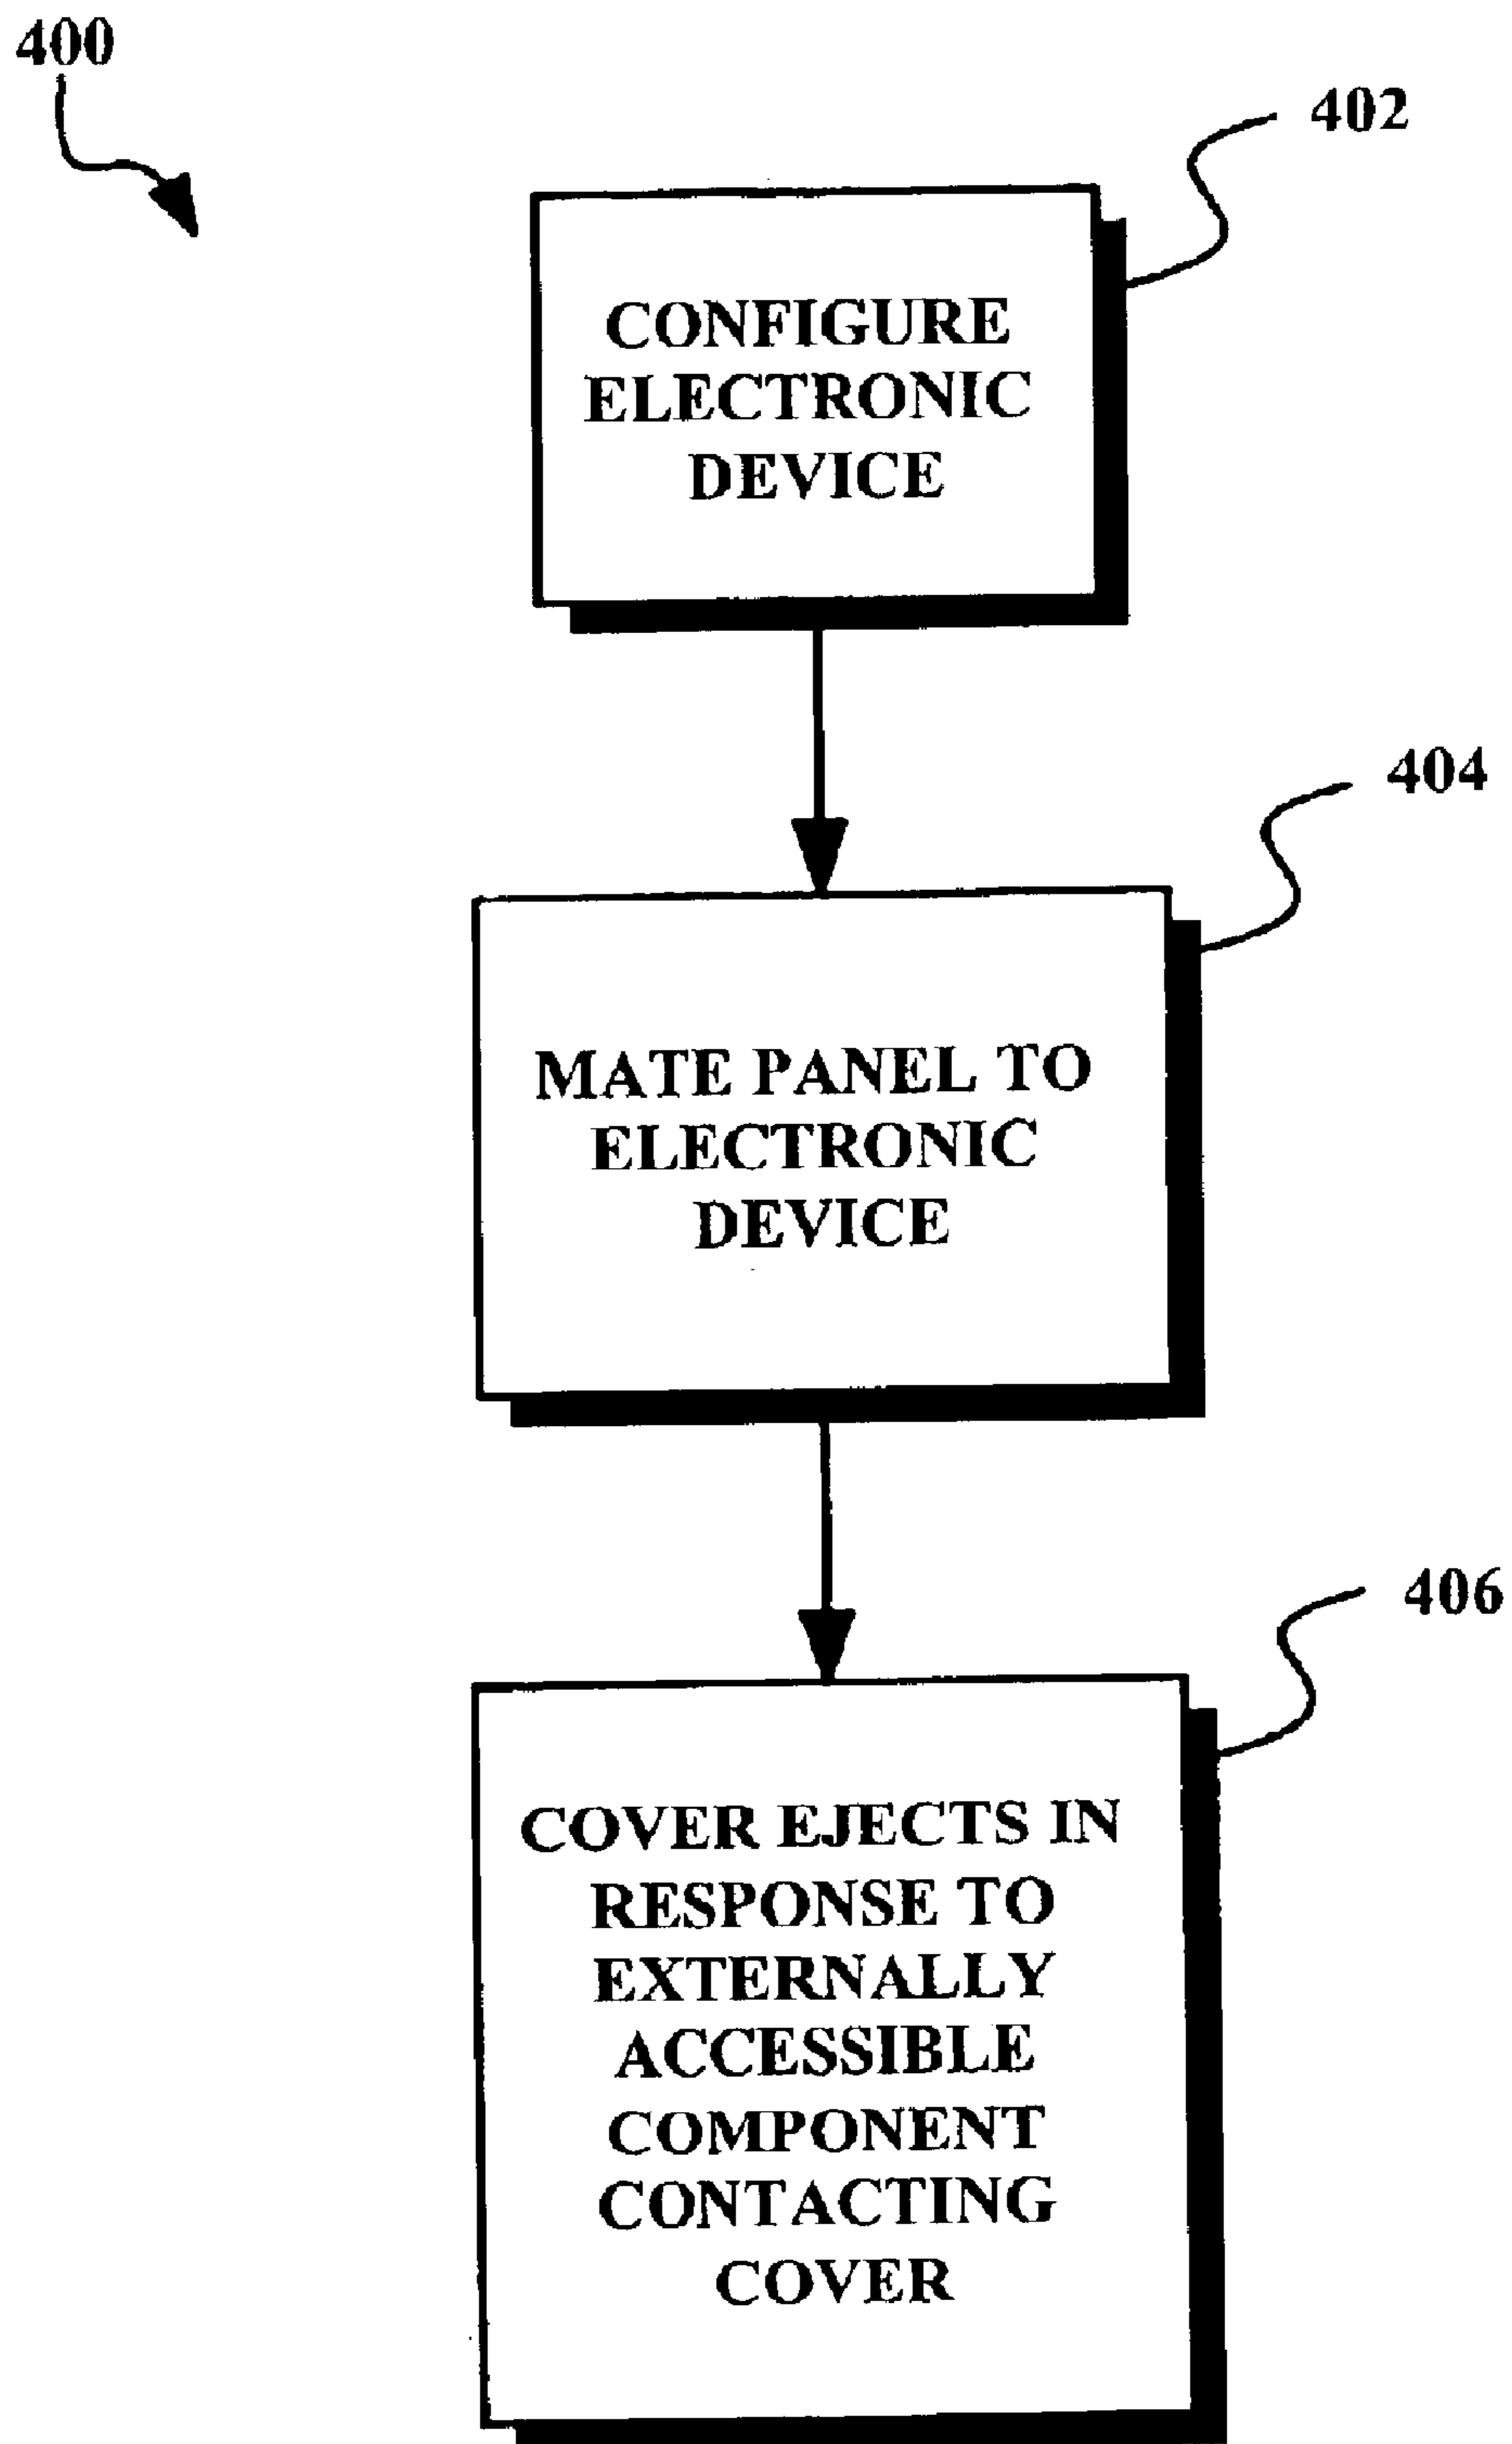 400
402
CONFIGURE
ELECTRONIC
DEVICE
404
MATE PANEL TO
ELECTRONIC
DEVICE
406
COVER EJECTS IN
RESPONSE TO
EXTERNALLY
ACCESSIBLE
COMPONENT
CONTACTING
COVER